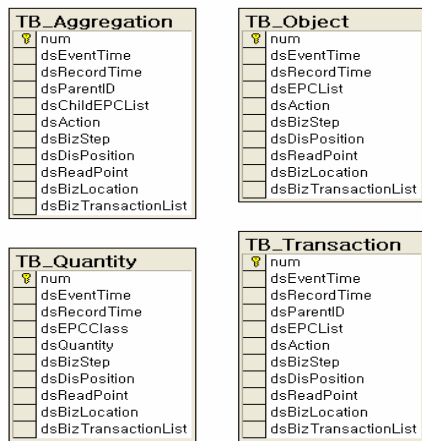 TB_Aggregation
num
dsEventTime
dsRecordTime
dsParentID
dsChildEPCList
dsAction
dsBizStep
dsDisPosition
dsReadPoint
dsBizLocation
dsBizTransactionList
TB_Object
num
dsEventTime
dsRecordTime
dsEPCList
dsAction
dsBizStep
dsDisPosition
dsReadPoint
dsBizLocation
dsBizTransactionList
TB_Quantity
num
dsEventTime
dsRecordTime
dsEPCClass
dsQuantity
dsBizStep
dsDisPosition
dsReadPoint
dsBizLocation
dsBizTransactionList
TB_Transaction
num
dsEventTime
dsRecordTime
dsParentID
dsEPCList
dsAction
dsBizStep
dsDisPosition
dsReadPoint
dsBizLocation
dsBizTransactionList